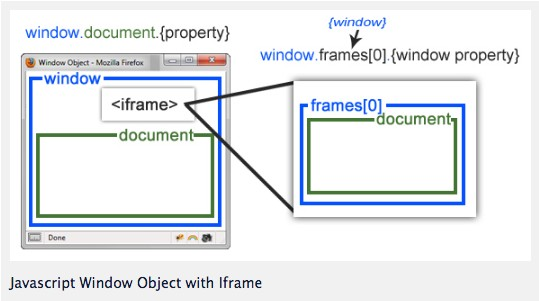 window.document.{property}
{window}
window.frames[0].{window property}
Window Object - Mozilla Firefox
window
<iframe>
document
frames[0]
document
Done
Javascript Window Object with Iframe